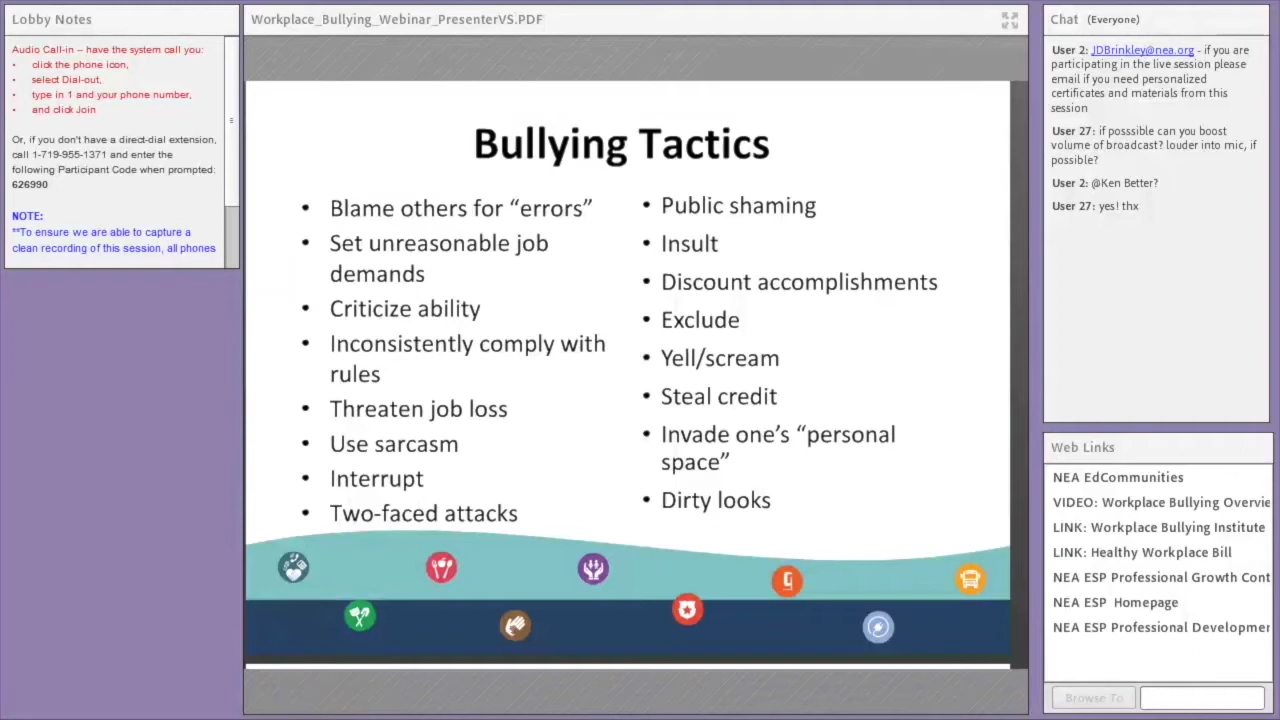 Lobby Notes
Audio Call-in – have the system call you:
• click the phone icon,
• select Dial-out,
• type in 1 and your phone number,
• and click Join
Or, if you don't have a direct-dial extension,
call 1-719-955-1371 and enter the
following Participant Code when prompted:
626990
NOTE:
**To ensure we are able to capture a
clean recording of this session, all phones
Workplace_Bullying_Webinar_PresenterVS.PDF
Bullying Tactics
• Blame others for “errors”
• Set unreasonable job
demands
• Criticize ability
• Inconsistently comply with
rules
• Threaten job loss
• Use sarcasm
• Interrupt
• Two-faced attacks
• Public shaming
• Insult
• Discount accomplishments
• Exclude
• Yell/scream
• Steal credit
• Invade one’s “personal
space”
• Dirty looks
Chat (Everyone)
User 2: JDBrinkley@nea.org - if you are
participating in the live session please
email if you need personalized
certificates and materials from this
session
User 27: if posssible can you boost
volume of broadcast? louder into mic, if
possible?
User 2: @Ken Better?
User 27: yes! thx
Web Links
NEA EdCommunities
VIDEO: Workplace Bullying Overvie
LINK: Workplace Bullying Institute
LINK: Healthy Workplace Bill
NEA ESP Professional Growth Cont
NEA ESP Homepage
NEA ESP Professional Developmen
Browse To